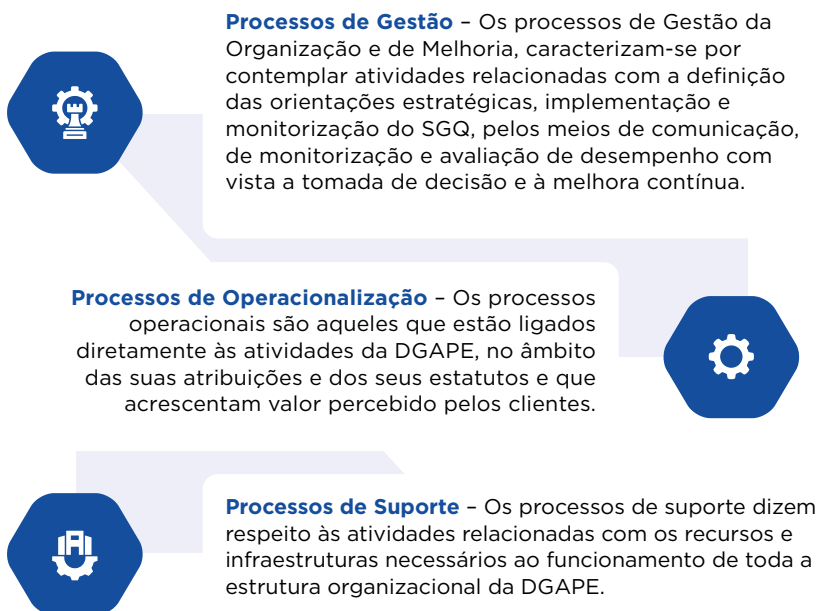 Processos de Gestão – Os processos de Gestão da
Organização e de Melhoria, caracterizam-se por
contemplar atividades relacionadas com a definição
das orientações estratégicas, implementação e
monitorização do SGQ, pelos meios de comunicação,
de monitorização e avaliação de desempenho com
vista a tomada de decisão e à melhora contínua.
Processos de Operacionalização – Os processos
operacionais são aqueles que estão ligados
diretamente às atividades da DGAPE, no âmbito
das suas atribuições e dos seus estatutos e que
acrescentam valor percebido pelos clientes.
Processos de Suporte – Os processos de suporte dizem
respeito às atividades relacionadas com os recursos e
infraestruturas necessários ao funcionamento de toda a
estrutura organizacional da DGAPE.